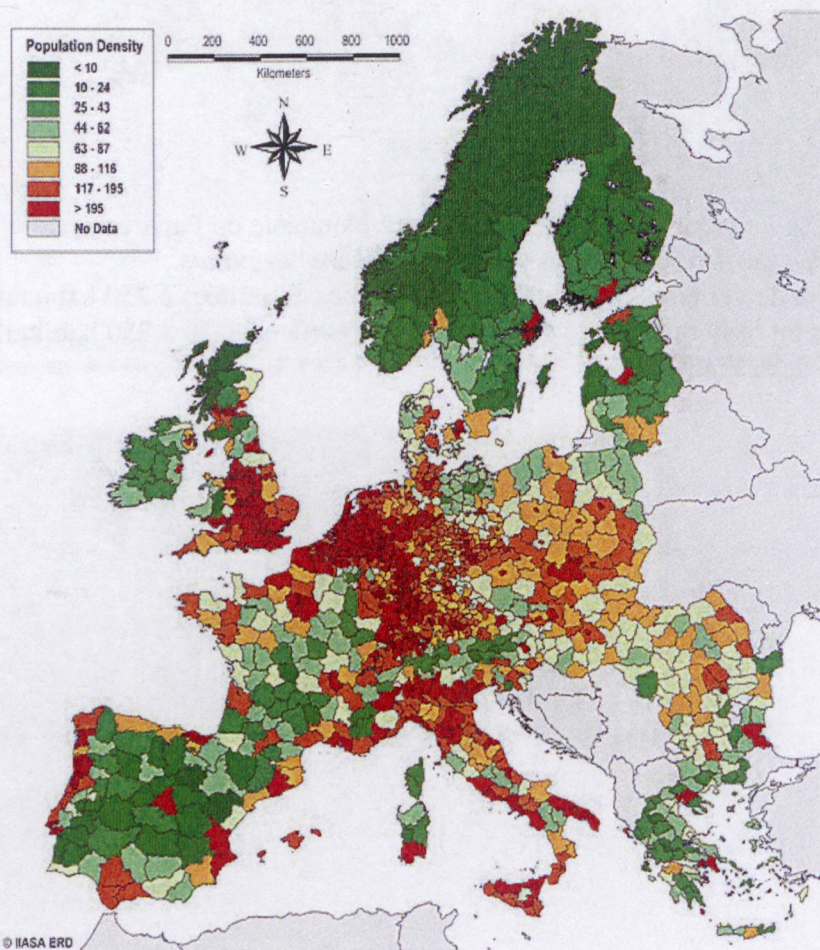 Population Density
< 10
10 - 24
25 - 43
44 - 62
63 - 87
88 - 116
117 - 195
> 195
No Data
0 200 400 600 800 1000
Kilometers
N
W E
S
© IIASA ERD